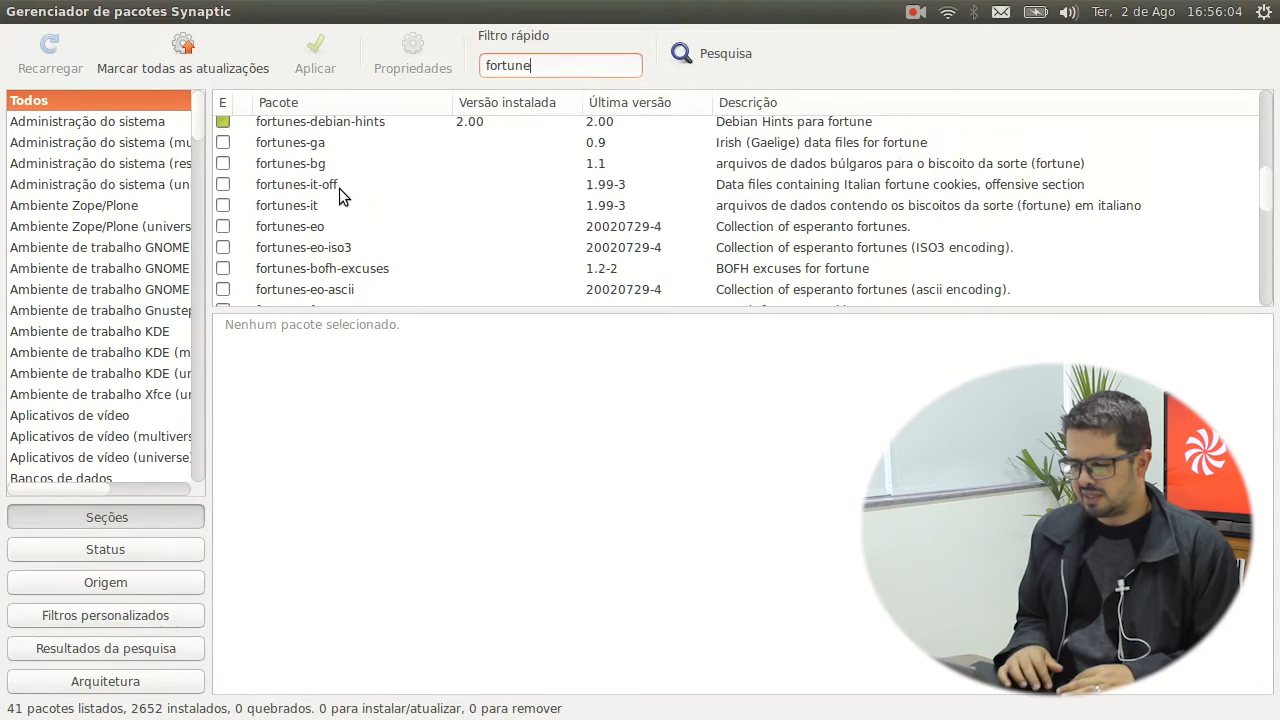 Gerenciador de pacotes Synaptic
Ter, 2 de Ago 16:56:04
Recarregar
Marcar todas as atualizações
Aplicar
Propriedades
Filtro rápido
fortune
Pesquisa
Todos
Administração do sistema
Administração do sistema (mu
Administração do sistema (res
Administração do sistema (un
Ambiente Zope/Plone
Ambiente Zope/Plone (univers
Ambiente de trabalho GNOME
Ambiente de trabalho GNOME
Ambiente de trabalho GNOME
Ambiente de trabalho Gnustep
Ambiente de trabalho KDE
Ambiente de trabalho KDE (m
Ambiente de trabalho KDE (ur
Ambiente de trabalho Xfce (ur
Aplicativos de vídeo
Aplicativos de vídeo (multivers
Aplicativos de vídeo (universe
Bancos de dados
Seções
Status
Origem
Filtros personalizados
Resultados da pesquisa
Arquitetura
E Pacote Versão instalada Última versão Descrição
fortunes-debian-hints 2.00 2.00 Debian Hints para fortune
fortunes-ga 0.9 Irish (Gaelige) data files for fortune
fortunes-bg 1.1 arquivos de dados búlgaros para o biscoito da sorte (fortune)
fortunes-it-off 1.99-3 Data files containing Italian fortune cookies, offensive section
fortunes-it 1.99-3 arquivos de dados contendo os biscoitos da sorte (fortune) em italiano
fortunes-eo 20020729-4 Collection of esperanto fortunes.
fortunes-eo-iso3 20020729-4 Collection of esperanto fortunes (ISO3 encoding).
fortunes-bofh-excuses 1.2-2 BOFH excuses for fortune
fortunes-eo-ascii 20020729-4 Collection of esperanto fortunes (ascii encoding).
Nenhum pacote selecionado.
41 pacotes listados, 2652 instalados, 0 quebrados. 0 para instalar/atualizar, 0 para remover